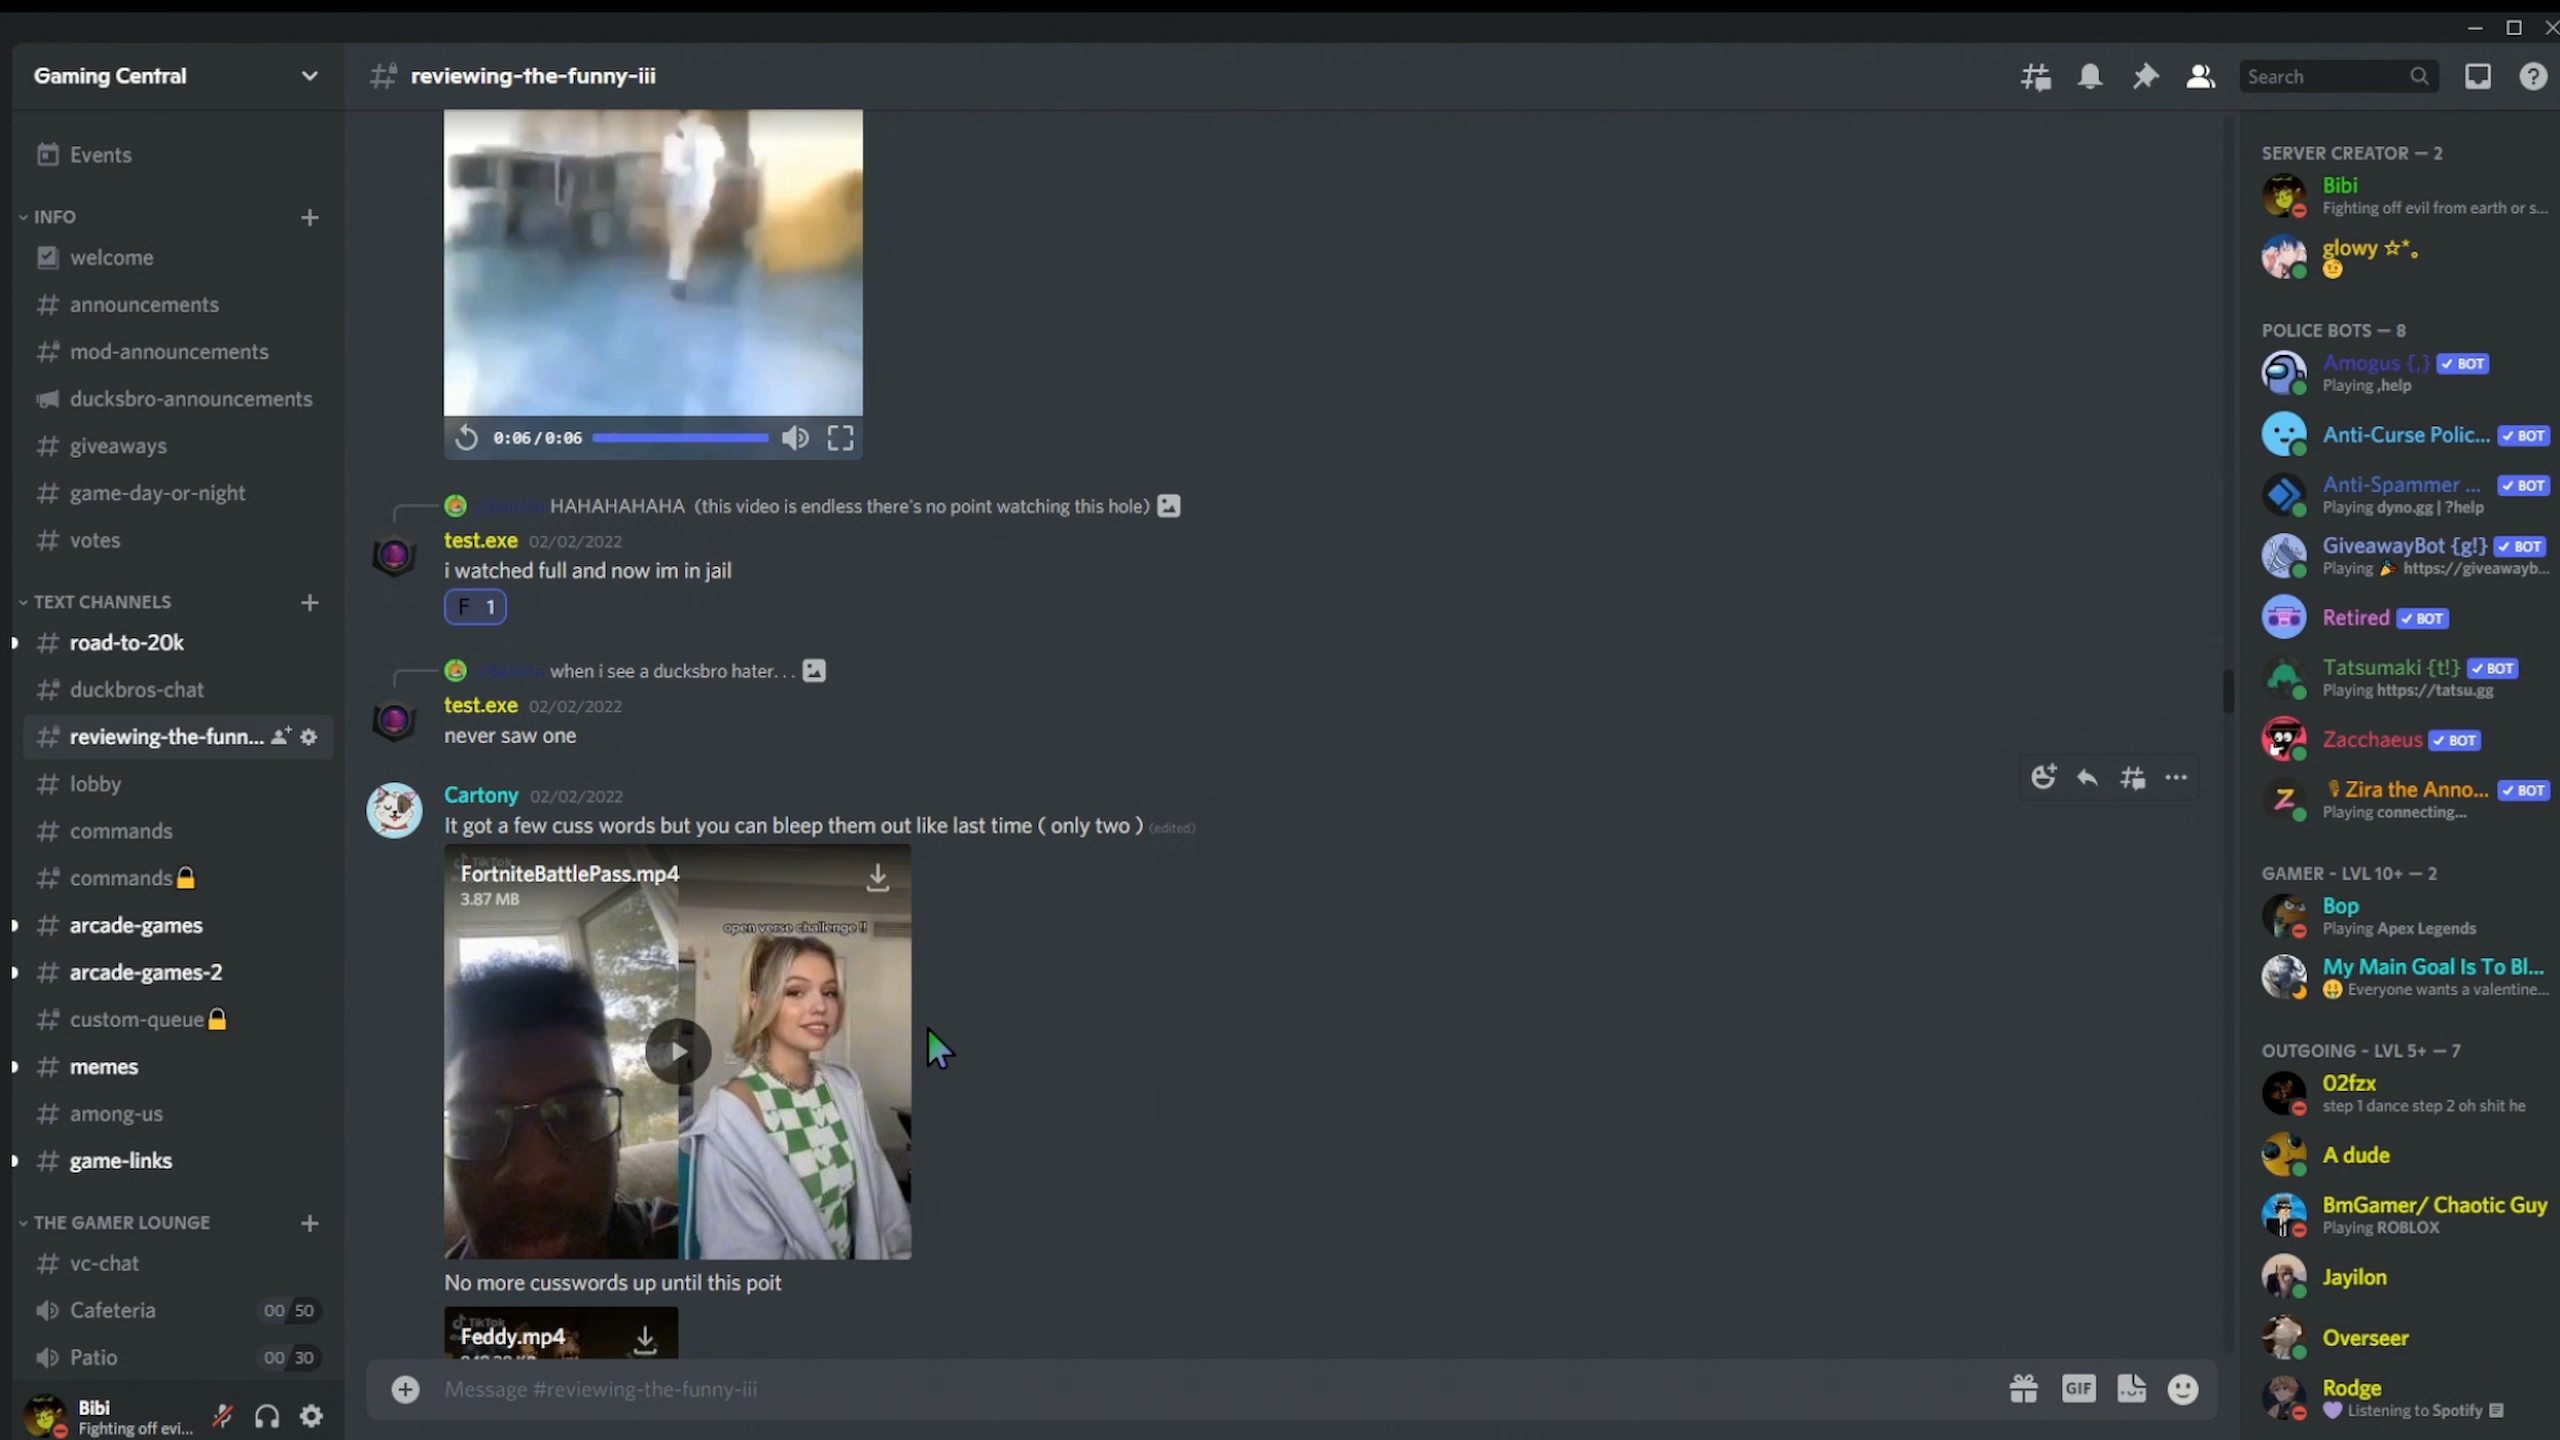 Gaming Central
Events
INFO
welcome
announcements
mod-announcements
ducksbro-announcements
giveaways
game-day-or-night
votes
TEXT CHANNELS
road-to-20k
duckbros-chat
reviewing-the-funn...
lobby
commands
commands🔒
arcade-games
arcade-games-2
custom-queue🔒
memes
among-us
game-links
THE GAMER LOUNGE
vc-chat
Cafeteria 00 50
Patio 00 30
Bibi
Fighting off evi...
reviewing-the-funny-iii
Search
0:06/0:06
HAHAHAHAHA (this video is endless there's no point watching this hole)
test.exe 02/02/2022
i watched full and now im in jail
F 1
when i see a ducksbro hater...
test.exe 02/02/2022
never saw one
Cartony 02/02/2022
It got a few cuss words but you can bleep them out like last time ( only two ) (edited)
TikTok
FortniteBattlePass.mp4
3.87 MB
open verse challenge !!
No more cusswords up until this poit
TikTok
Feddy.mp4
Message #reviewing-the-funny-iii
GIF
SERVER CREATOR — 2
Bibi
Fighting off evil from earth or s...
glowy ☆*。
🤨
POLICE BOTS — 8
Amogus {,} ✓ BOT
Playing ,help
Anti-Curse Polic... ✓ BOT
Anti-Spammer ... ✓ BOT
Playing dyno.gg | ?help
GiveawayBot {g!} ✓ BOT
Playing 🎉 https://giveawayb...
Retired ✓ BOT
Tatsumaki {t!} ✓ BOT
Playing https://tatsu.gg
Zacchaeus ✓ BOT
🎙Zira the Anno... ✓ BOT
Playing connecting...
GAMER - LVL 10+ — 2
Bop
Playing Apex Legends
My Main Goal Is To Bl...
🤑 Everyone wants a valentine...
OUTGOING - LVL 5+ — 7
02fzx
step 1 dance step 2 oh shit he
A dude
BmGamer/ Chaotic Guy
Playing ROBLOX
Jayilon
Overseer
Rodge
💜 Listening to Spotify